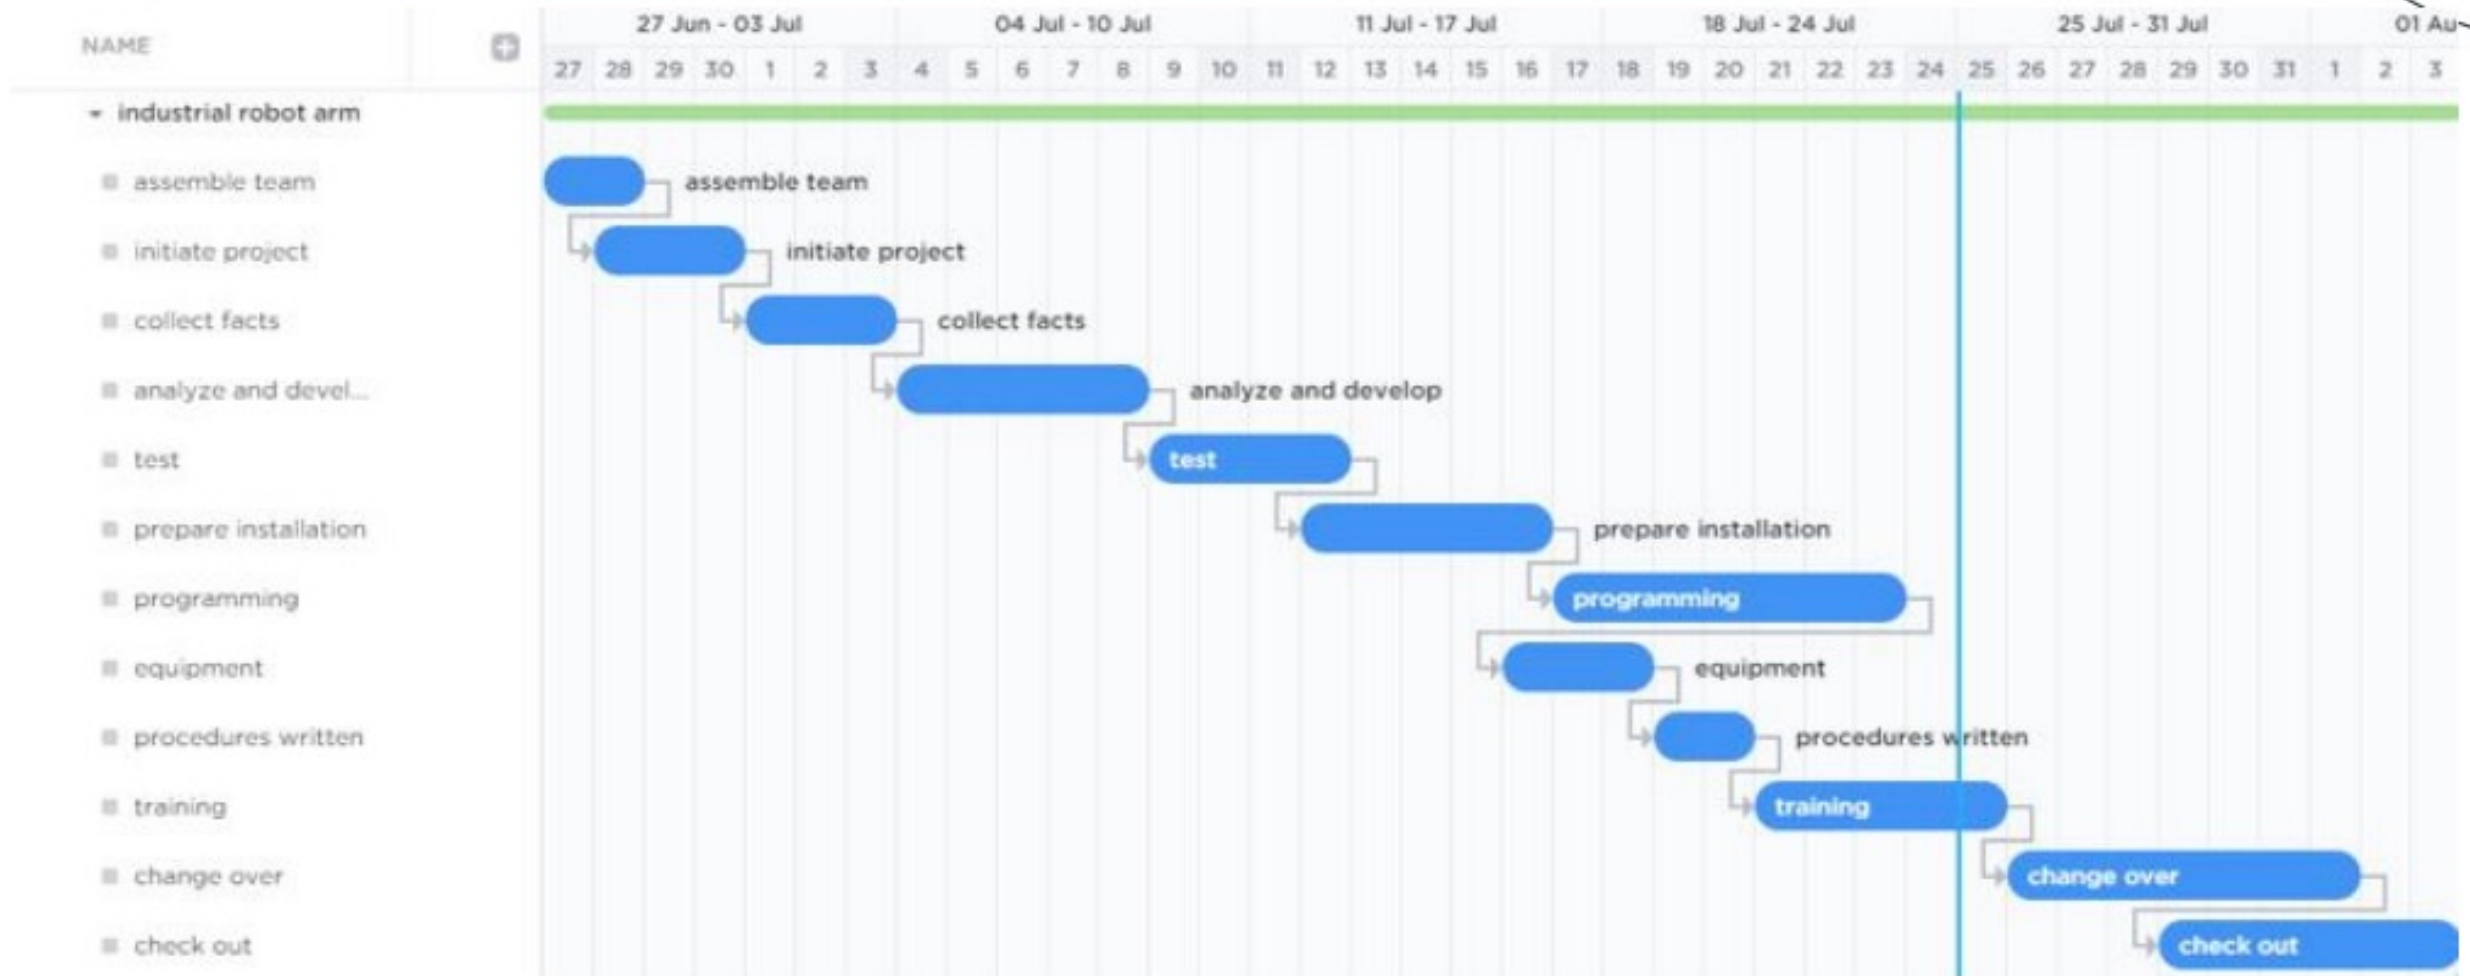 27 Jun - 03 Jul 04 Jul - 10 Jul 11 Jul - 17 Jul 18 Jul - 24 Jul 25 Jul - 31 Jul 01 Au
NAME
27 28 29 30 1 2 3 4 5 6 7 8 9 10 11 12 13 14 15 16 17 18 19 20 21 22 23 24 25 26 27 28 29 30 31 1 2 3
industrial robot arm
assemble team assemble team
initiate project initiate project
collect facts collect facts
analyze and devel... analyze and develop
test test
prepare installation prepare installation
programming programming
equipment equipment
procedures written procedures written
training training
change over change over
check out check out